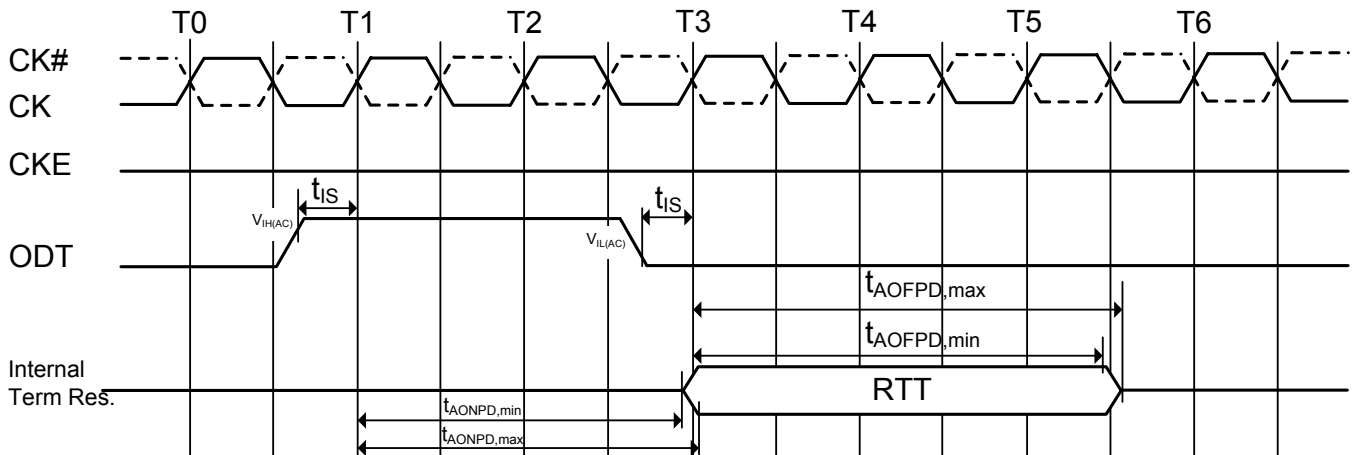 T0 T1 T2 T3 T4 T5 T6
CK#
CK
CKE
tIS
tIS
VIH(AC)
VIL(AC)
ODT
tAOFPD,max
tAOFPD,min
Internal
Term Res.
RTT
tAONPD,min
tAONPD,max